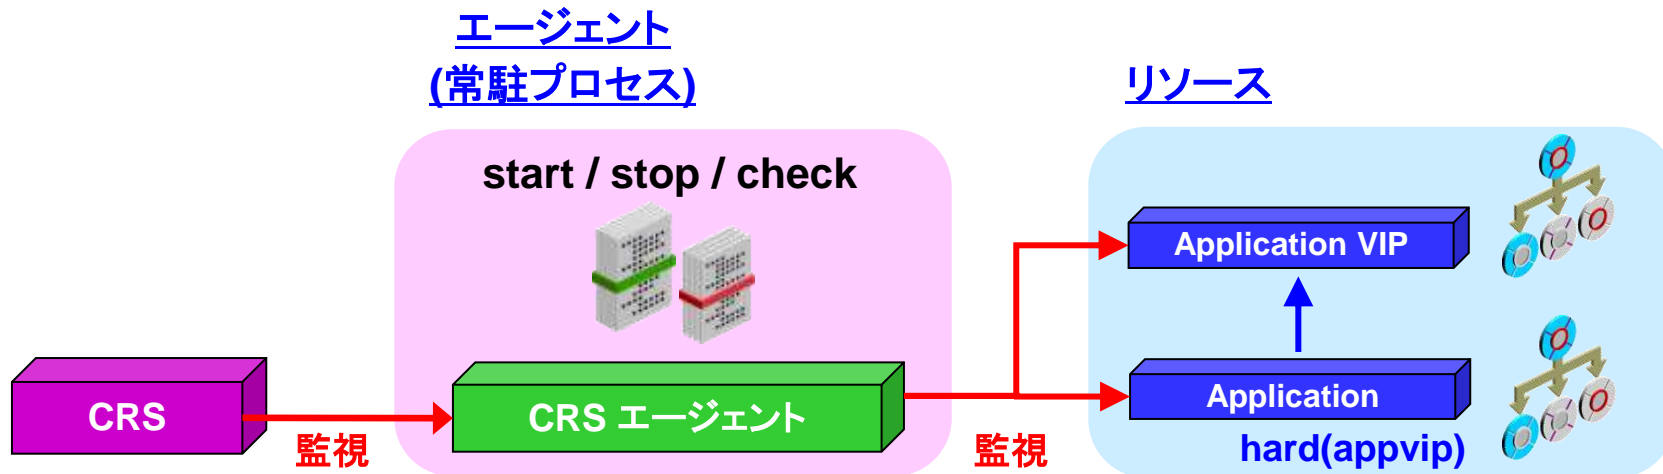 エージェント
(常駐プロセス)
リソース
start / stop / check
Application VIP
CRS
CRS エージェント
Application
監視
監視
hard(appvip)